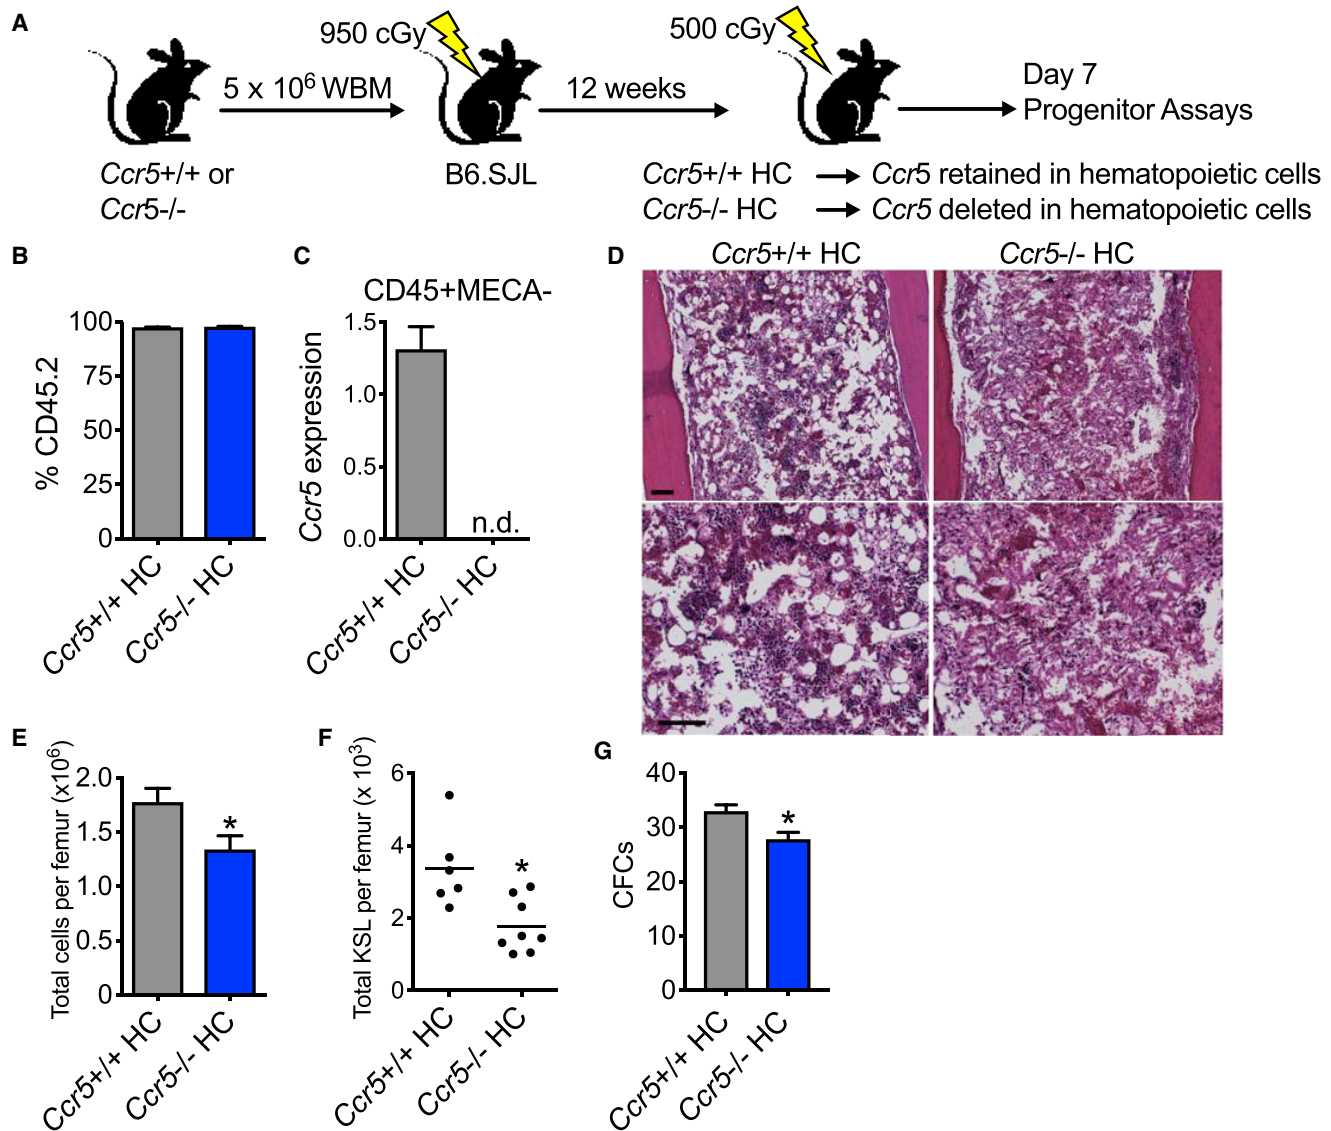 A
950 cGy
500 cGy
5 x 10⁶ WBM
12 weeks
Day 7
Progenitor Assays
Ccr5+/+ or
Ccr5-/-
B6.SJL
Ccr5+/+ HC → Ccr5 retained in hematopoietic cells
Ccr5-/- HC → Ccr5 deleted in hematopoietic cells
B
% CD45.2
100
75
50
25
0
Ccr5+/+ HC
Ccr5-/- HC
C
CD45+MECA-
Ccr5 expression
1.5
1.0
0.5
0.0
n.d.
Ccr5+/+ HC
Ccr5-/- HC
D
Ccr5+/+ HC
Ccr5-/- HC
E
Total cells per femur (x10⁶)
2.0
1.5
1.0
0.5
0
*
Ccr5+/+ HC
Ccr5-/- HC
F
Total KSL per femur (x 10³)
6
4
2
0
*
Ccr5+/+ HC
Ccr5-/- HC
G
CFCs
40
30
20
10
0
*
Ccr5+/+ HC
Ccr5-/- HC